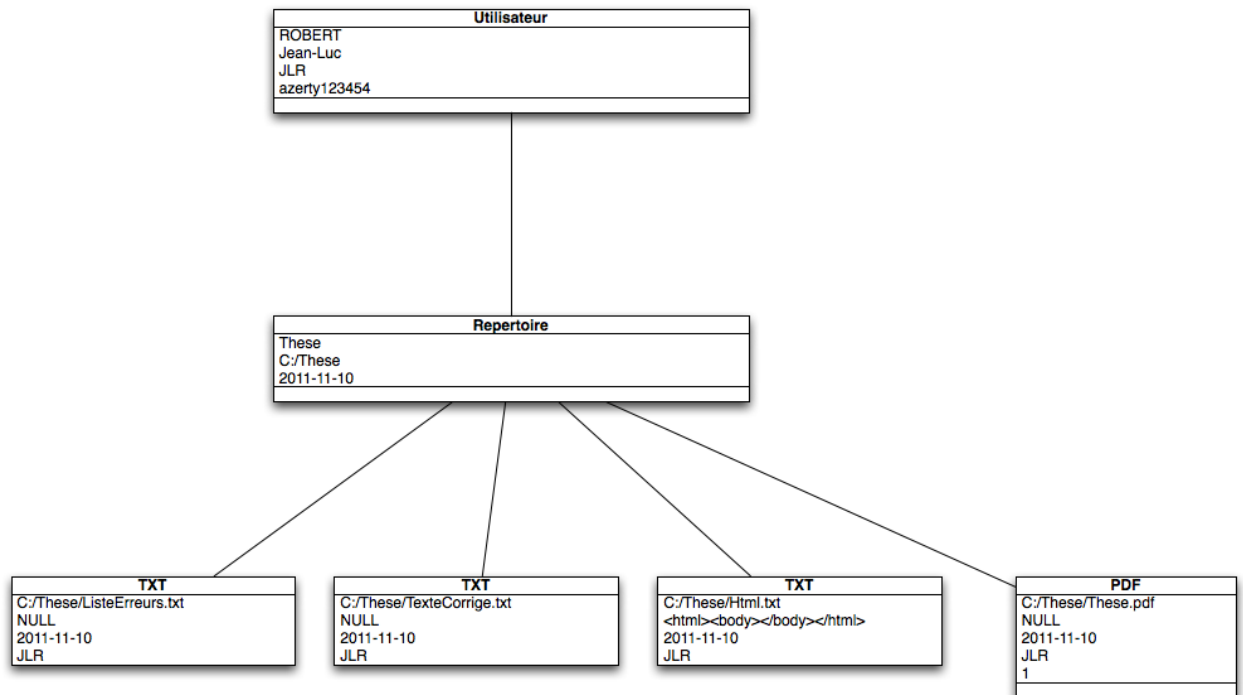 Utilisateur
ROBERT
Jean-Luc
JLR
azerty123454
Repertoire
These
C:/These
2011-11-10
TXT
C:/These/ListeErreurs.txt
NULL
2011-11-10
JLR
TXT
C:/These/TexteCorrige.txt
NULL
2011-11-10
JLR
TXT
C:/These/Html.txt
<html><body></body></html>
2011-11-10
JLR
PDF
C:/These/These.pdf
NULL
2011-11-10
JLR
1